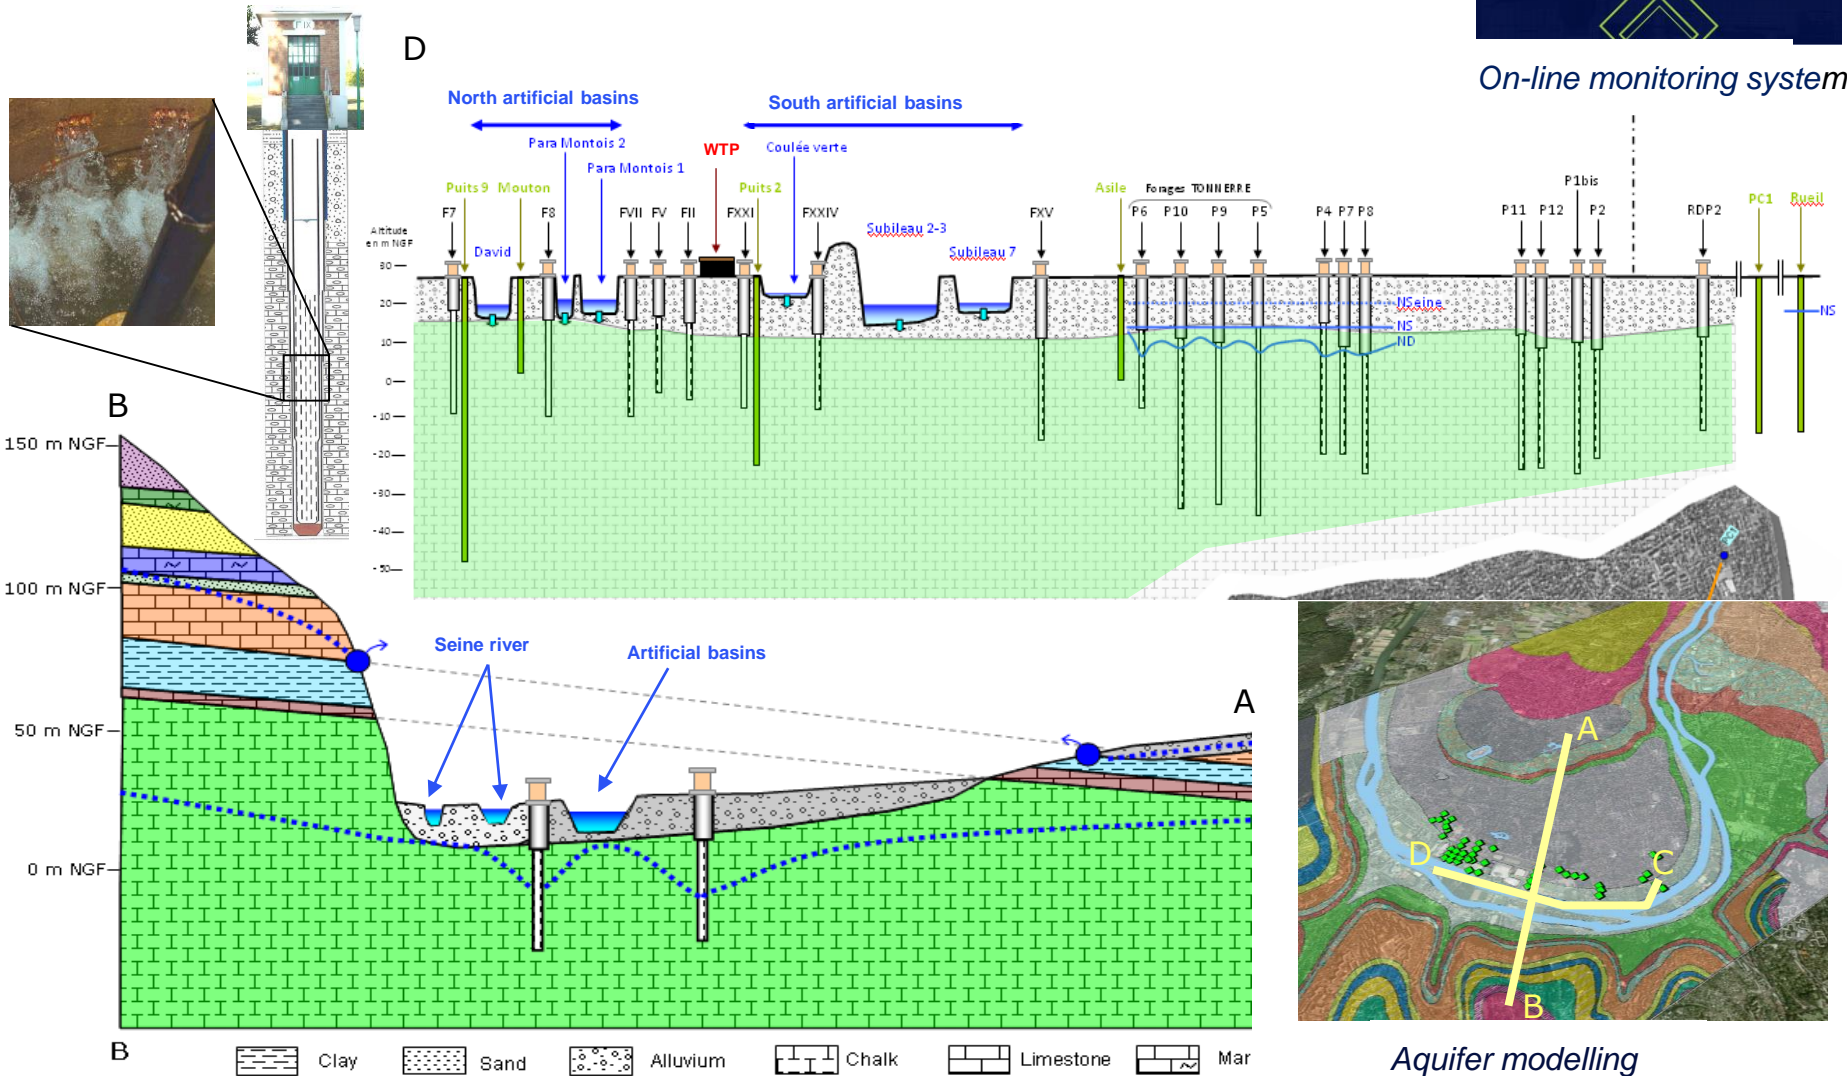 D
On-line monitoring system
North artificial basins
South artificial basins
Para Montois 2
Coulée verte
WTP
Para Montois 1
P1bis
Puits 9
Mouton
Puits 2
Asile
Forages TONNERRE
PC1
Rueil
F7
F8
FVII
FV
FII
FXXI
FXXIV
FXV
P6
P10
P9
P5
P4
P7
P8
P11
P12
P2
RDP2
Altitude
en m NGF
David
Subileau 2-3
Subileau 7
30
20
10
0
-10
-20
-30
-40
-50
NSeine
NS
ND
NS
B
150 m NGF
100 m NGF
50 m NGF
0 m NGF
Seine river
Artificial basins
A
A
D
C
B
B
Clay
Sand
Alluvium
Chalk
Limestone
Mar
Aquifer modelling